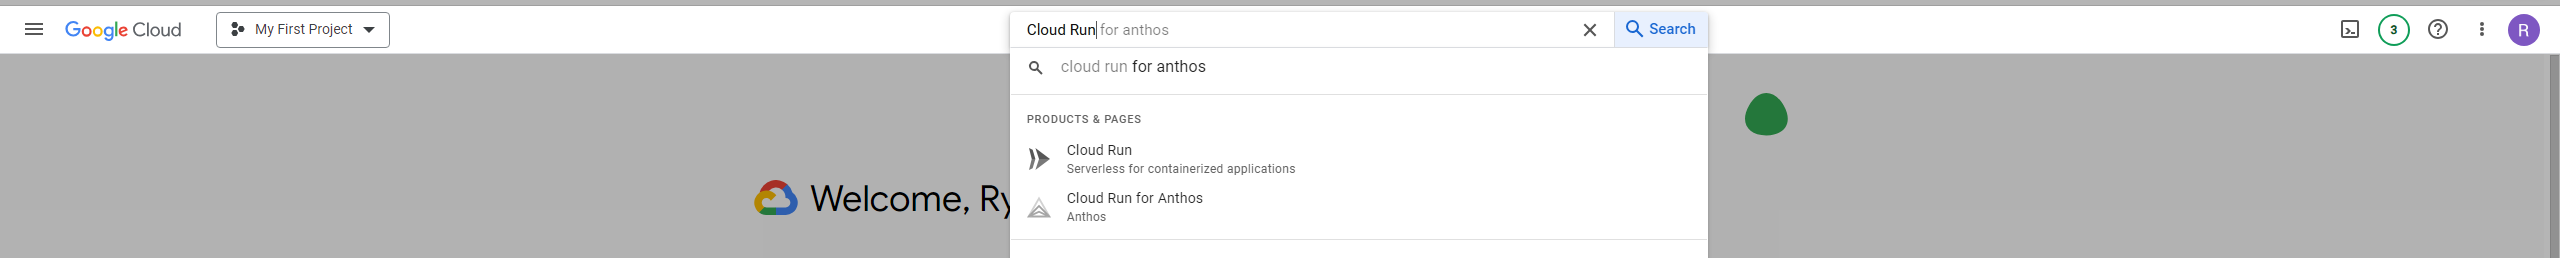 Google Cloud My First Project Cloud Run for anthos Search 3 R
cloud run for anthos
PRODUCTS & PAGES
Cloud Run
Serverless for containerized applications
Welcome, Ry
Cloud Run for Anthos
Anthos